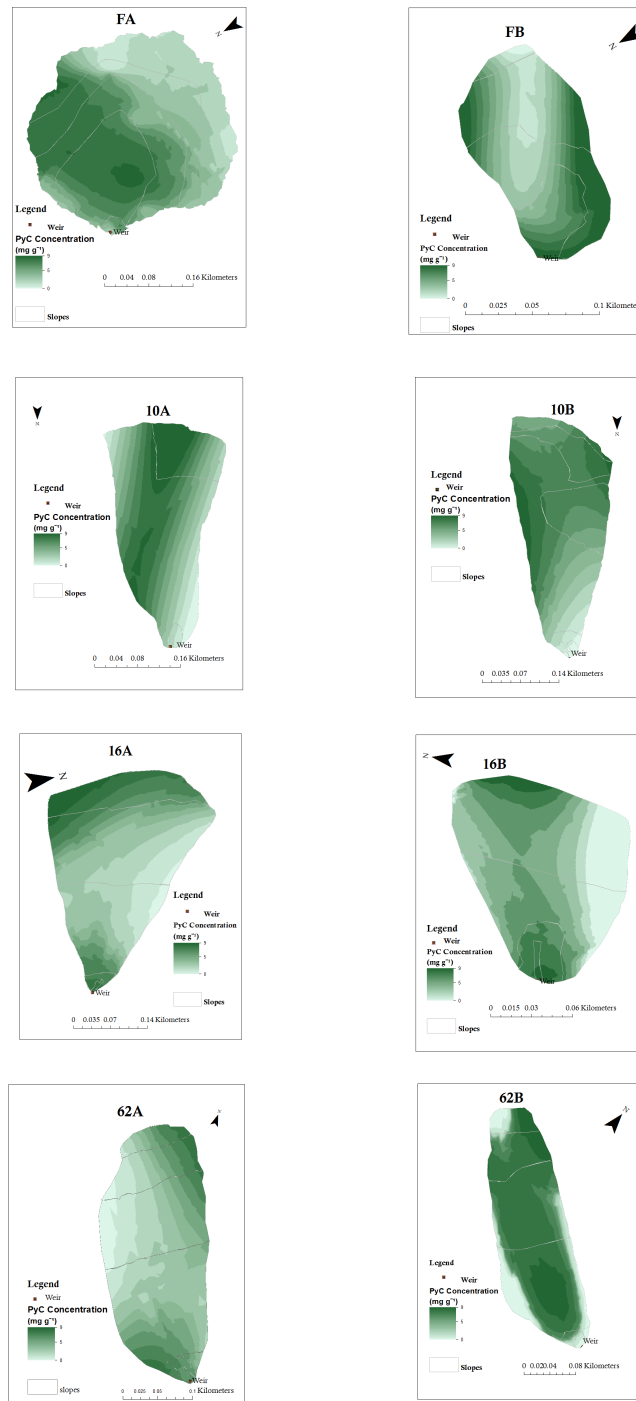 FA
N
Legend
Weir
PyC Concentration
(mg g⁻¹)
9
5
0
Slopes
Weir
0 0.04 0.08 0.16 Kilometers
FB
N
Legend
Weir
PyC Concentration
(mg g⁻¹)
9
5
0
Slopes
Weir
0 0.025 0.05 0.1 Kilometers
10A
N
Legend
Weir
PyC Concentration
(mg g⁻¹)
9
5
0
Slopes
Weir
0 0.04 0.08 0.16 Kilometers
10B
N
Legend
Weir
PyC Concentration
(mg g⁻¹)
9
5
0
Slopes
Weir
0 0.035 0.07 0.14 Kilometers
16A
N
Legend
Weir
PyC Concentration
(mg g⁻¹)
9
5
0
Slopes
Weir
0 0.035 0.07 0.14 Kilometers
16B
N
Legend
Weir
PyC Concentration
(mg g⁻¹)
9
5
0
Slopes
Weir
0 0.015 0.03 0.06 Kilometers
62A
Legend
Weir
PyC Concentration
(mg g⁻¹)
9
5
0
slopes
Weir
0 0.025 0.05 0.1 Kilometers
62B
N
Legend
Weir
PyC Concentration
(mg g⁻¹)
9
5
0
Slopes
Weir
0 0.02 0.04 0.08 Kilometers